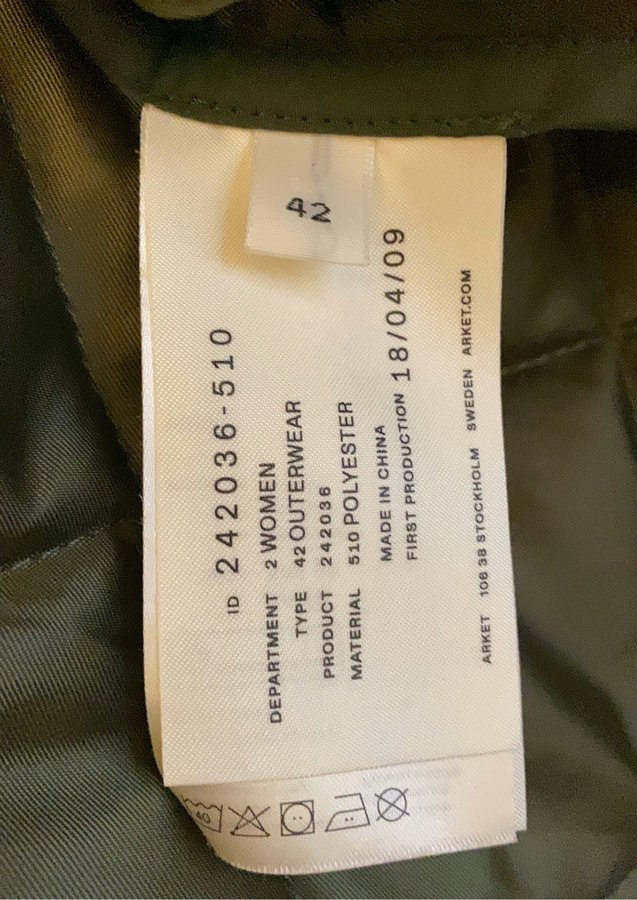 42
ID 242036-510
DEPARTMENT 2 WOMEN
TYPE 42 OUTERWEAR
PRODUCT 242036
MATERIAL 510 POLYESTER
MADE IN CHINA
FIRST PRODUCTION 18/04/09
ARKET 106 38 STOCKHOLM SWEDEN ARKET.COM
40